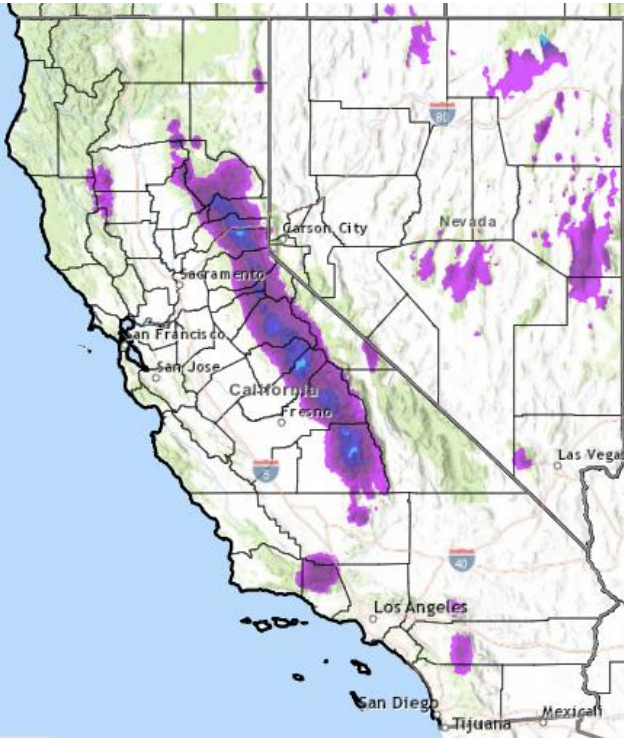 80
Nevada
Carson City
Sacramento
San Francisco
San Jose
California
Fresno
5
Las Vegas
40
Los Angeles
San Diego
Tijuana
Mexicali